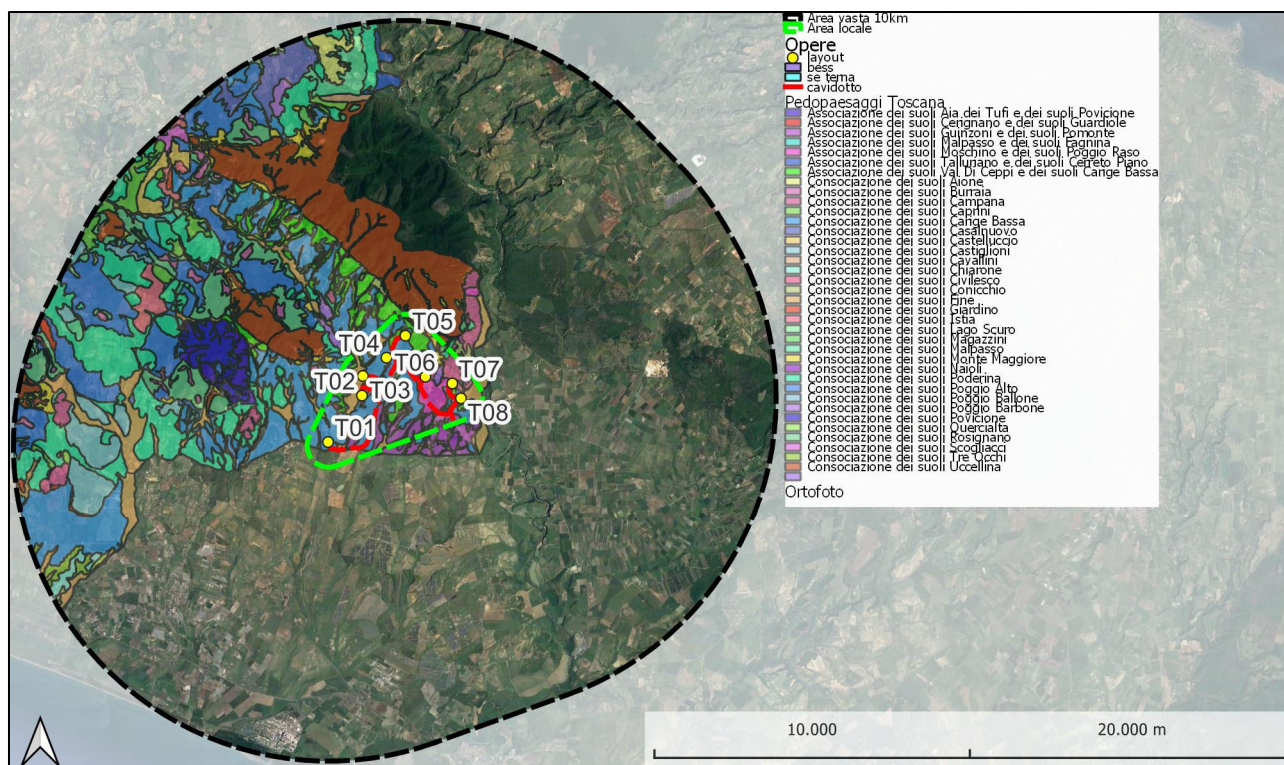 Area vasta 10km
Area locale
Opere
layout
bess
se terna
cavidotto
Pedopaesaggi Toscana
Associazione dei suoli Aia dei Tufi e dei suoli Povicione
Associazione dei suoli Cerignano e dei suoli Guardiole
Associazione dei suoli Guinzoni e dei suoli Pomonte
Associazione dei suoli Malpasso e dei suoli Fagnina
Associazione dei suoli Moschino e dei suoli Poggio Raso
Associazione dei suoli Tallurano e dei suoli Cerreto Piano
Associazione dei suoli Val Di Ceppi e dei suoli Carige Bassa
Consociazione dei suoli Aione
Consociazione dei suoli Burraia
Consociazione dei suoli Campana
Consociazione dei suoli Caprini
Consociazione dei suoli Carige Bassa
Consociazione dei suoli Casalnuovo
Consociazione dei suoli Castelluccio
Consociazione dei suoli Castiglioni
Consociazione dei suoli Cavallini
Consociazione dei suoli Chiarone
Consociazione dei suoli Civilesco
Consociazione dei suoli Conicchio
Consociazione dei suoli Fine
Consociazione dei suoli Giardino
Consociazione dei suoli Istia
Consociazione dei suoli Lago Scuro
Consociazione dei suoli Magazzini
Consociazione dei suoli Malpasso
Consociazione dei suoli Monte Maggiore
Consociazione dei suoli Naioli
Consociazione dei suoli Poderina
Consociazione dei suoli Poggio Alto
Consociazione dei suoli Poggio Ballone
Consociazione dei suoli Poggio Barbone
Consociazione dei suoli Povicione
Consociazione dei suoli Quercialta
Consociazione dei suoli Rosignano
Consociazione dei suoli Scogliacci
Consociazione dei suoli Tre Occhi
Consociazione dei suoli Uccellina
Ortofoto
T05
T04
T06
T07
T02
T03
T08
T01
10.000
20.000 m